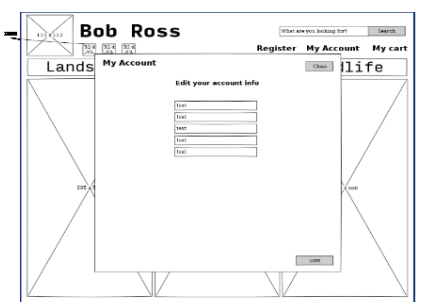 Bob Ross
What are you looking for?
Search
Register My Account My cart
Lands
My Account
Close
dlife
Edit your account info
text
text
text
text
text